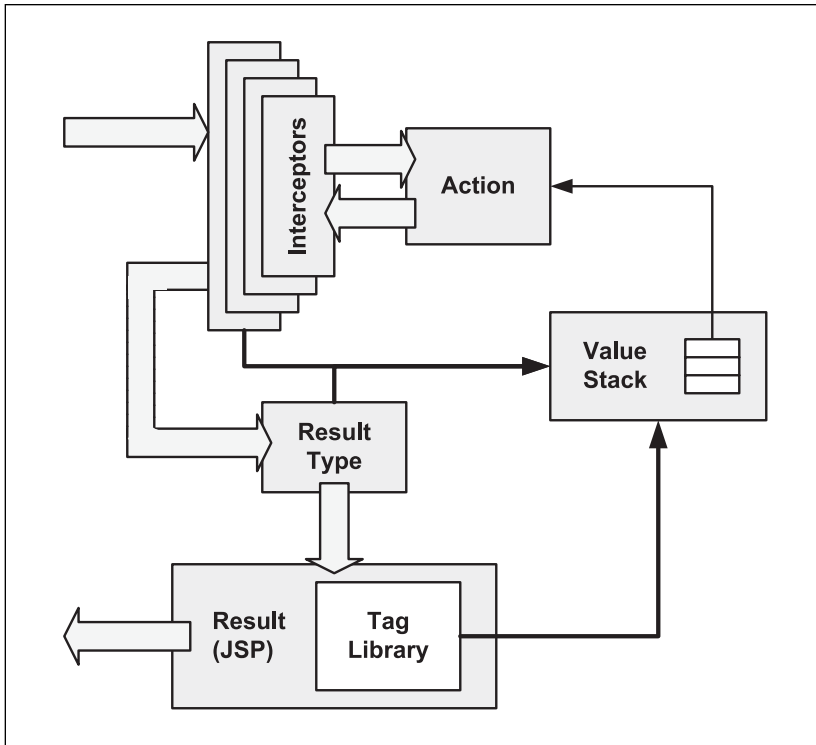 Interceptors
Action
Value
Stack
Result
Type
Result
(JSP)
Tag
Library